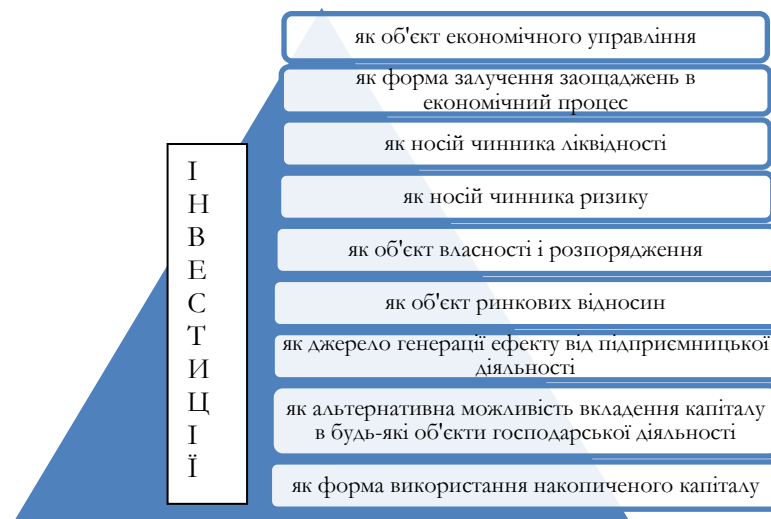 як об'єкт економічного управління
як форма залучення заощаджень в
економічний процес
як носій чинника ліквідності
як носій чинника ризику
як об'єкт власності і розпорядження
як об'єкт ринкових відносин
як джерело генерації ефекту від підприємницької
діяльності
як альтернативна можливість вкладення капіталу
в будь-які об'єкти господарської діяльності
як форма використання накопиченого капіталу
І
Н
В
Е
С
Т
И
Ц
І
Ї